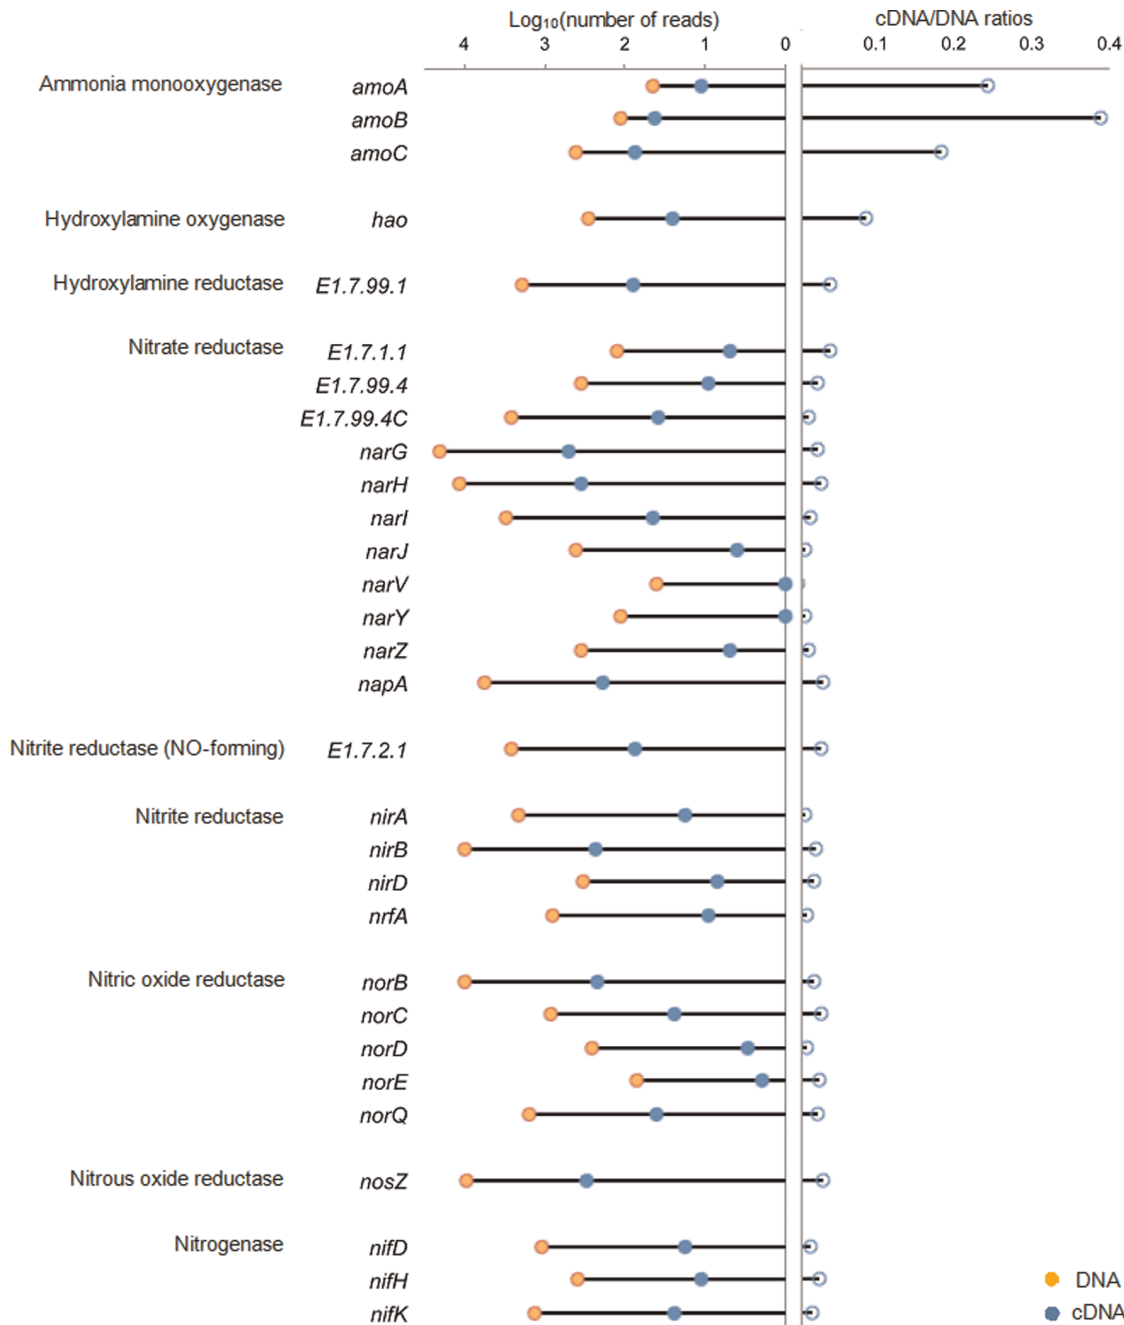 Log₁₀(number of reads) cDNA/DNA ratios
4 3 2 1 0 0.1 0.2 0.3 0.4
Ammonia monooxygenase amoA
amoB
amoC
Hydroxylamine oxygenase hao
Hydroxylamine reductase E1.7.99.1
Nitrate reductase E1.7.1.1
E1.7.99.4
E1.7.99.4C
narG
narH
narI
narJ
narV
narY
narZ
napA
Nitrite reductase (NO-forming) E1.7.2.1
Nitrite reductase nirA
nirB
nirD
nrfA
Nitric oxide reductase norB
norC
norD
norE
norQ
Nitrous oxide reductase nosZ
Nitrogenase nifD
nifH
DNA
nifK
cDNA